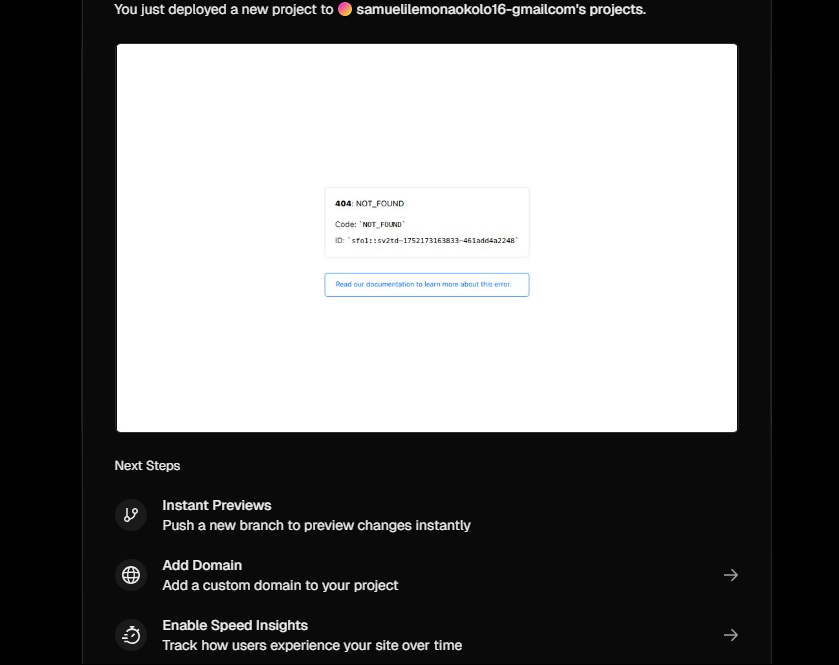 You just deployed a new project to samuelilemonaokolo16-gmailcom's projects.
404: NOT_FOUND
Code: `NOT_FOUND`
ID: `sfo1::sv2td-1752173163833-461add4a2248`
Read our documentation to learn more about this error.
Next Steps
Instant Previews
Push a new branch to preview changes instantly
Add Domain
Add a custom domain to your project
Enable Speed Insights
Track how users experience your site over time